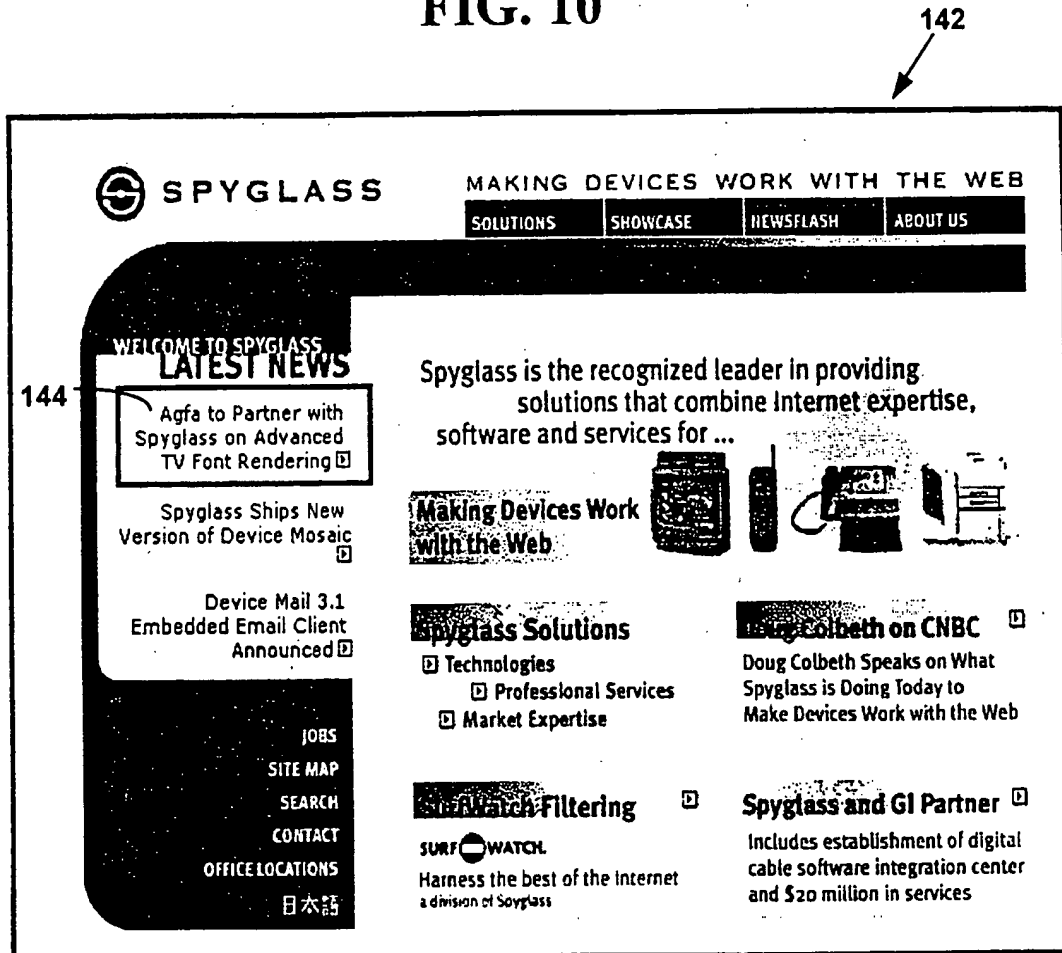 FIG. 10
142
SPYGLASS
MAKING DEVICES WORK WITH THE WEB
SOLUTIONS
SHOWCASE
NEWSFLASH
ABOUT US
WELCOME TO SPYGLASS
LATEST NEWS
144
Agfa to Partner with
Spyglass on Advanced
TV Font Rendering
Spyglass Ships New
Version of Device Mosaic
Device Mail 3.1
Embedded Email Client
Announced
JOBS
SITE MAP
SEARCH
CONTACT
OFFICE LOCATIONS
日本語
Spyglass is the recognized leader in providing
solutions that combine Internet expertise,
software and services for ...
Making Devices Work
with the Web
Spyglass Solutions
Technologies
Professional Services
Market Expertise
Doug Colbeth on CNBC
Doug Colbeth Speaks on What
Spyglass is Doing Today to
Make Devices Work with the Web
SurfWatch Filtering
SURF WATCH.
Harness the best of the Internet
a division of Spyglass
Spyglass and GI Partner
Includes establishment of digital
cable software integration center
and $20 million in services